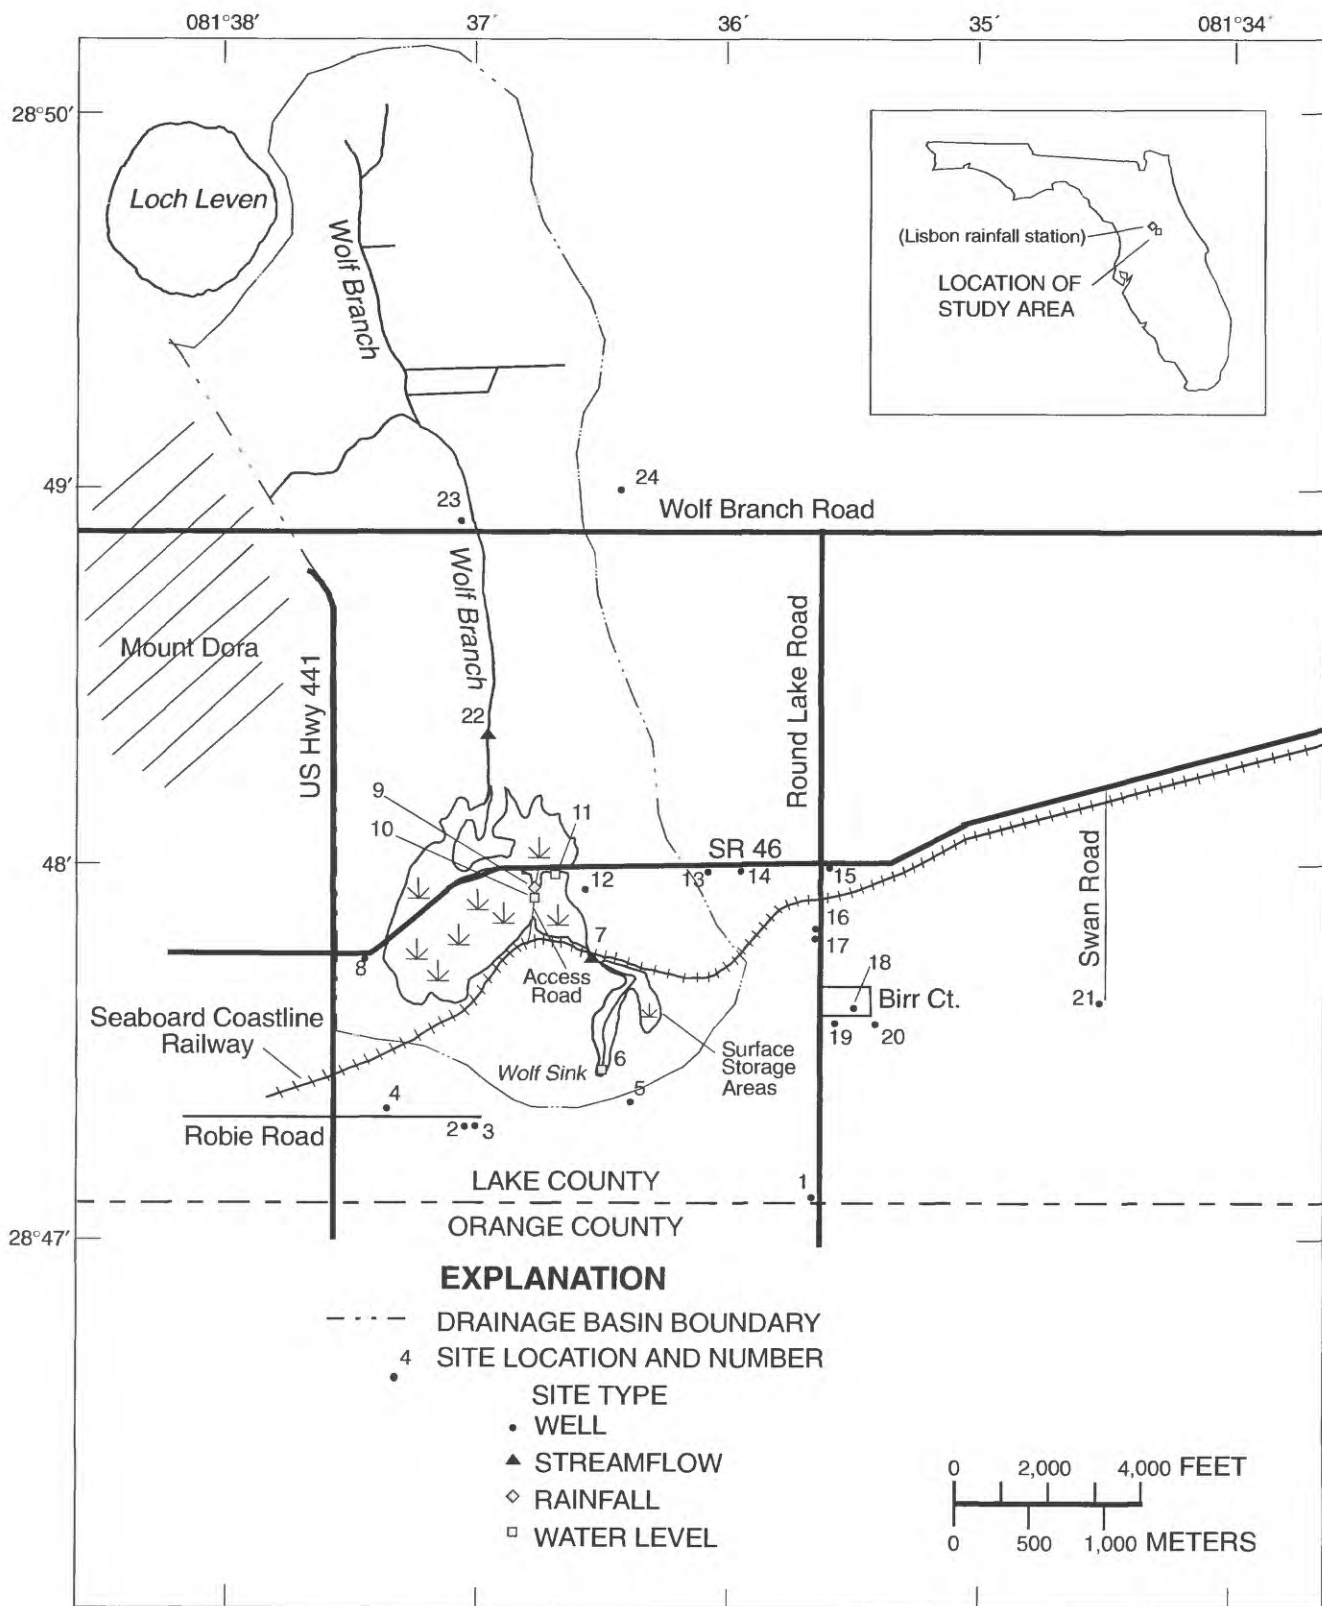 081°38′ 37′ 36′ 35′ 081°34′
28°50′
Loch Leven
Wolf Branch
(Lisbon rainfall station)
LOCATION OF
STUDY AREA
49′
23
24
Wolf Branch Road
Wolf Branch
Mount Dora
US Hwy 441
Round Lake Road
22
9
10
11
48′
SR 46
12
13
14
15
Swan Road
16
17
7
8
Access
Road
18
Birr Ct.
21
19
20
Seaboard Coastline
Railway
Surface
Storage
Areas
Wolf Sink
6
5
4
2
3
Robie Road
1
LAKE COUNTY
ORANGE COUNTY
28°47′
EXPLANATION
DRAINAGE BASIN BOUNDARY
4
SITE LOCATION AND NUMBER
SITE TYPE
WELL
STREAMFLOW
RAINFALL
WATER LEVEL
0 2,000 4,000 FEET
0 500 1,000 METERS